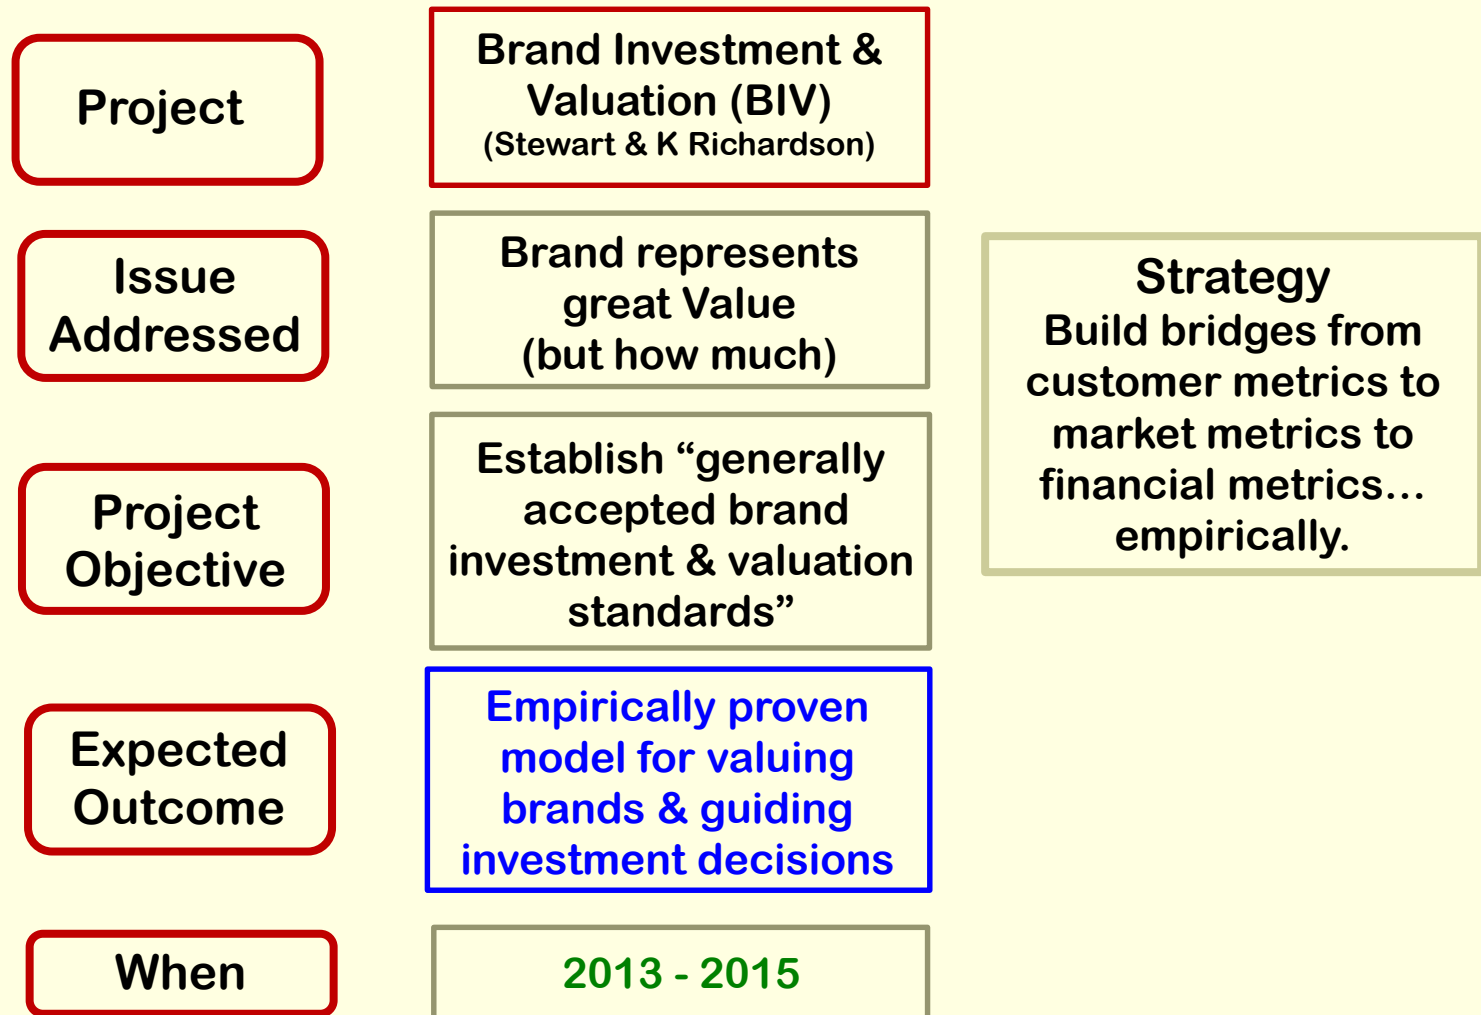 Project
Brand Investment &
Valuation (BIV)
(Stewart & K Richardson)
Issue
Addressed
Brand represents
great Value
(but how much)
Strategy
Build bridges from
customer metrics to
market metrics to
financial metrics…
empirically.
Project
Objective
Establish “generally
accepted brand
investment & valuation
standards”
Expected
Outcome
Empirically proven
model for valuing
brands & guiding
investment decisions
When
2013 - 2015